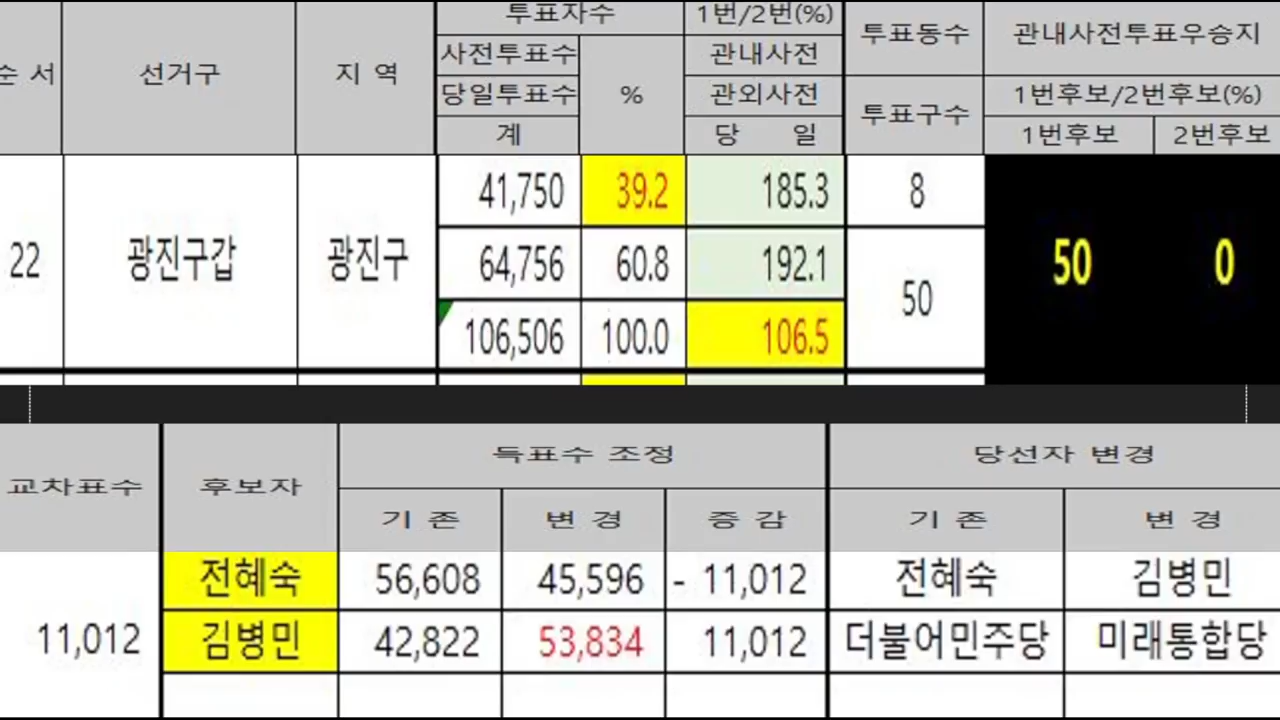 순 서 선거구 지 역 투표자수 1번/2번(%) 투표동수 관내사전투표우승지
사전투표수 % 관내사전
당일투표수 관외사전 투표구수 1번후보/2번후보(%)
계 당 일 1번후보 2번후보
22 광진구갑 광진구 41,750 39.2 185.3 8 50 0
64,756 60.8 192.1 50
106,506 100.0 106.5
교차표수 후보자 득표수 조정 당선자 변경
기 존 변 경 증 감 기 존 변 경
전혜숙 56,608 45,596 - 11,012 전혜숙 김병민
11,012 김병민 42,822 53,834 11,012 더불어민주당 미래통합당